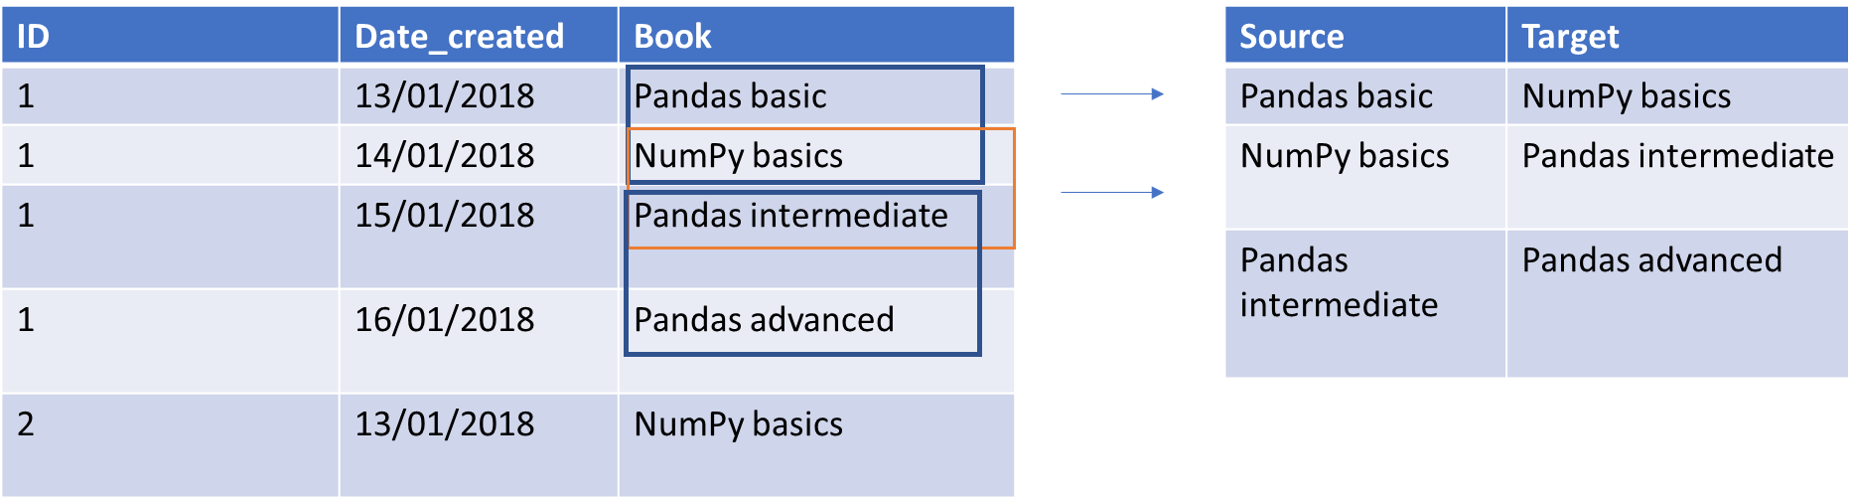 ID Date_created Book
1 13/01/2018 Pandas basic
1 14/01/2018 NumPy basics
1 15/01/2018 Pandas intermediate
1 16/01/2018 Pandas advanced
2 13/01/2018 NumPy basics
Source Target
Pandas basic NumPy basics
NumPy basics Pandas intermediate
Pandas Pandas advanced
intermediate